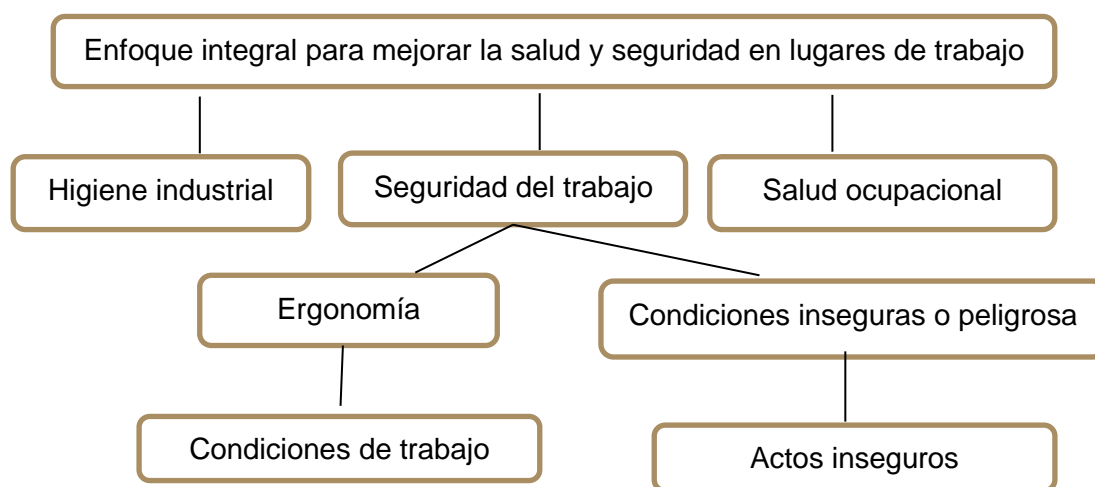 Enfoque integral para mejorar la salud y seguridad en lugares de trabajo
Higiene industrial
Seguridad del trabajo
Salud ocupacional
Ergonomía
Condiciones inseguras o peligrosa
Condiciones de trabajo
Actos inseguros